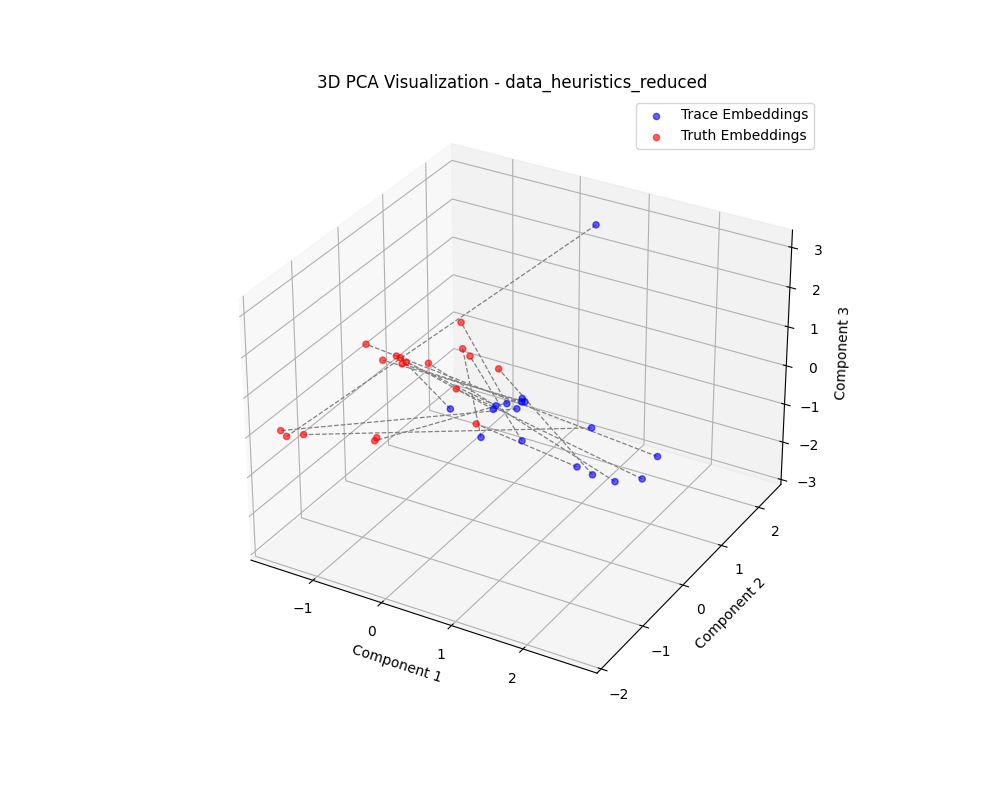 3D PCA Visualization - data_heuristics_reduced
Trace Embeddings
Truth Embeddings
3
2
1
0
−1
−2
−3
Component 3
2
1
0
−1
−2
Component 2
−1
0
1
2
Component 1